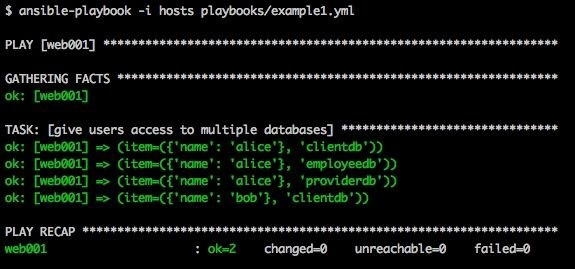 $ ansible-playbook -i hosts playbooks/example1.yml
PLAY [web001] ******************************************************
GATHERING FACTS ****************************************************
ok: [web001]
TASK: [give users access to multiple databases] **************************
ok: [web001] => (item=({'name': 'alice'}, 'clientdb'))
ok: [web001] => (item=({'name': 'alice'}, 'employeedb'))
ok: [web001] => (item=({'name': 'alice'}, 'providerdb'))
ok: [web001] => (item=({'name': 'bob'}, 'clientdb'))
PLAY RECAP *********************************************************
web001 : ok=2 changed=0 unreachable=0 failed=0